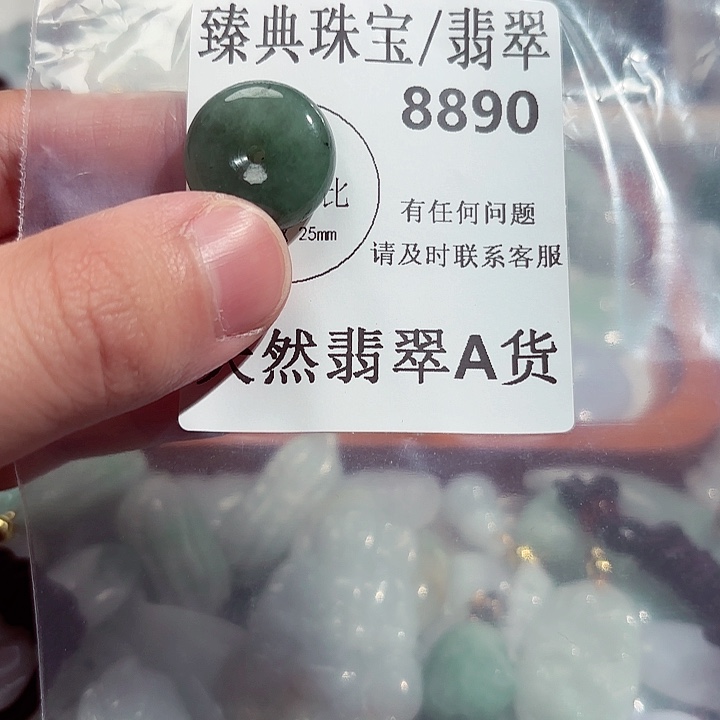 臻典珠宝/翡翠
8890
比
有任何问题
25mm
请及时联系客服
天然翡翠A货